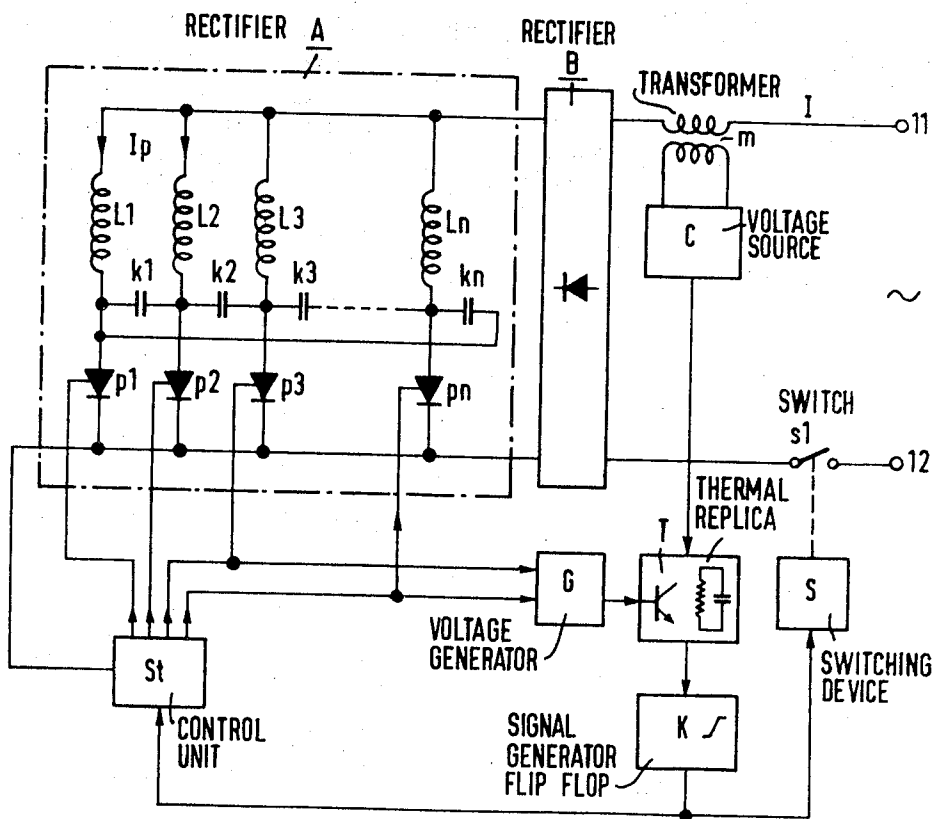 RECTIFIER A
RECTIFIER
B
TRANSFORMER
I
11
m
Ip
L1
L2
L3
Ln
C
VOLTAGE
SOURCE
k1
k2
k3
kn
~
p1
p2
p3
pn
SWITCH
s1
12
THERMAL
REPLICA
T
G
S
VOLTAGE
GENERATOR
SWITCHING
DEVICE
St
CONTROL
UNIT
SIGNAL
GENERATOR
FLIP FLOP
K